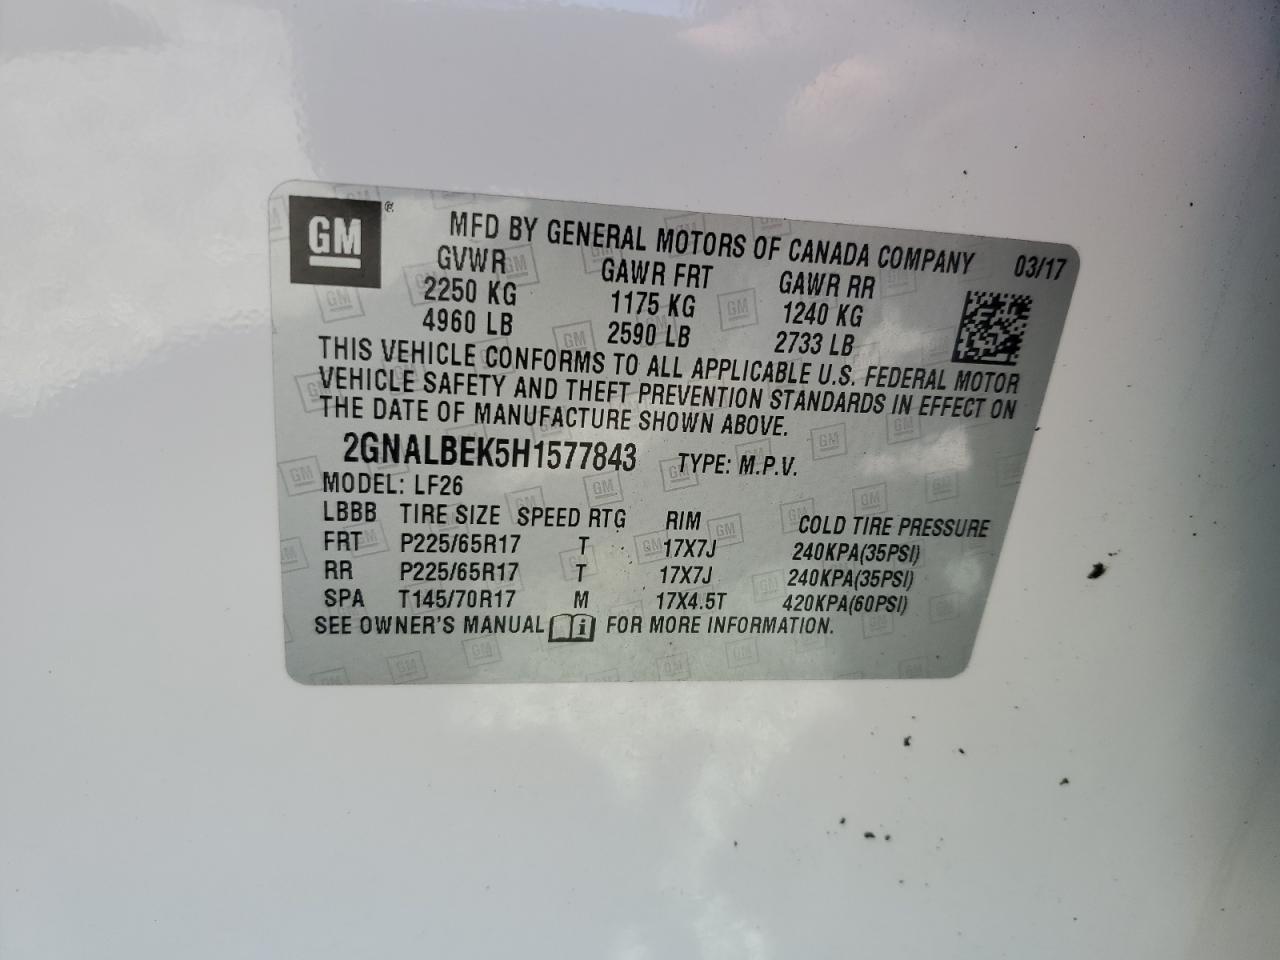 GM ®
MFD BY GENERAL MOTORS OF CANADA COMPANY 03/17
GVWR GAWR FRT GAWR RR
2250 KG 1175 KG 1240 KG
4960 LB 2590 LB 2733 LB
THIS VEHICLE CONFORMS TO ALL APPLICABLE U.S. FEDERAL MOTOR
VEHICLE SAFETY AND THEFT PREVENTION STANDARDS IN EFFECT ON
THE DATE OF MANUFACTURE SHOWN ABOVE.
2GNALBEK5H1577843 TYPE: M.P.V.
MODEL: LF26
LBBB TIRE SIZE SPEED RTG RIM COLD TIRE PRESSURE
FRT P225/65R17 T 17X7J 240KPA(35PSI)
RR P225/65R17 T 17X7J 240KPA(35PSI)
SPA T145/70R17 M 17X4.5T 420KPA(60PSI)
SEE OWNER'S MANUAL i FOR MORE INFORMATION.